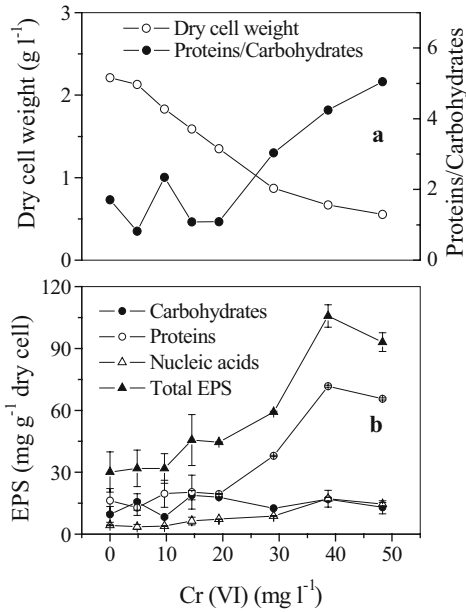 Dry cell weight
Proteins/Carbohydrates
a
Dry cell weight (g l⁻¹)
3
2
1
0
Proteins/Carbohydrates
6
4
2
0
Carbohydrates
Proteins
Nucleic acids
Total EPS
b
EPS (mg g⁻¹ dry cell)
120
90
60
30
0
0 10 20 30 40 50
Cr (VI) (mg l⁻¹)